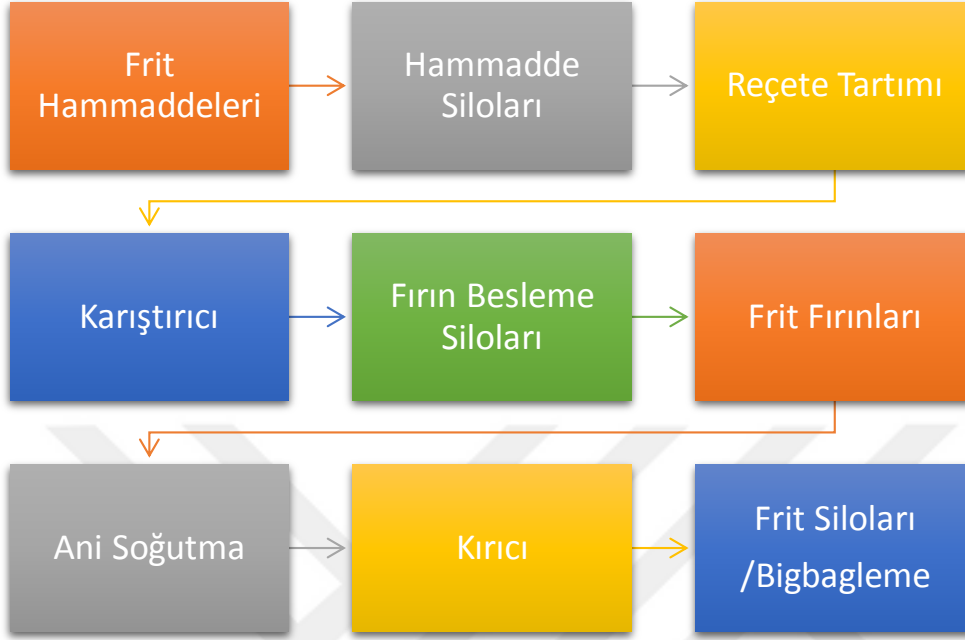 Frit
Hammaddeleri
Hammadde
Siloları
Reçete Tartımı
Karıştırıcı
Fırın Besleme
Siloları
Frit Fırınları
Ani Soğutma
Kırıcı
Frit Siloları
/Bigbagleme